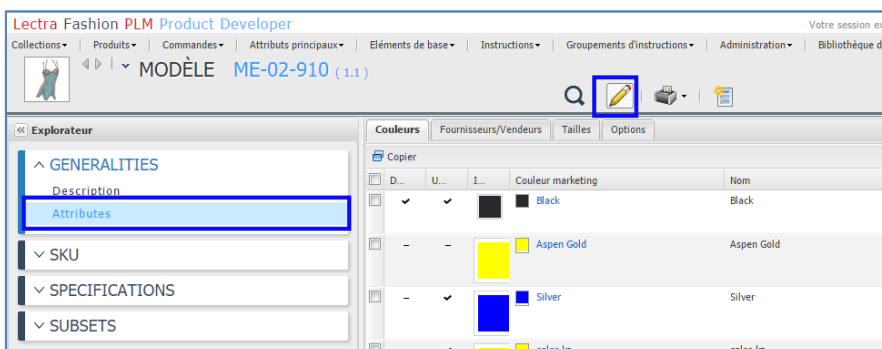 Lectra Fashion PLM Product Developer Votre session ex
Collections Produits Commandes Attributs principaux Eléments de base Instructions Groupements d'instructions Administration Bibliothèque d
MODÈLE ME-02-910 ( 1.1 )
Explorateur
GENERALITIES
Description
Attributes
SKU
SPECIFICATIONS
SUBSETS
Couleurs Fournisseurs/Vendeurs Tailles Options
Copier
D... U... I... Couleur marketing Nom
Black Black
Aspen Gold Aspen Gold
Silver Silver